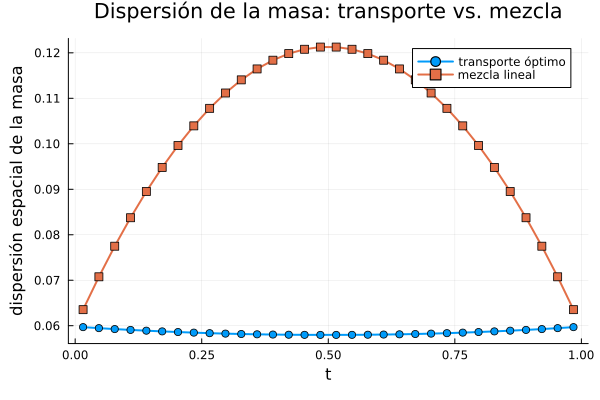 Dispersión de la masa: transporte vs. mezcla
transporte óptimo
mezcla lineal
dispersión espacial de la masa
0.12
0.11
0.10
0.09
0.08
0.07
0.06
0.00
0.25
0.50
0.75
1.00
t